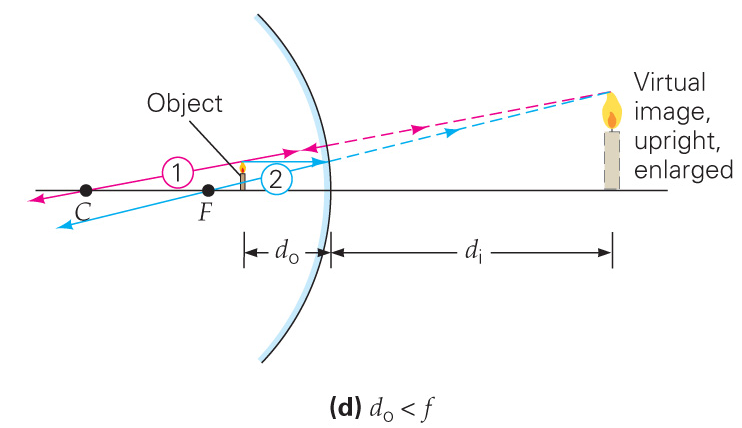 Object
Virtual
image,
upright,
enlarged
1
2
C
F
dₒ
dᵢ
(d) dₒ < f